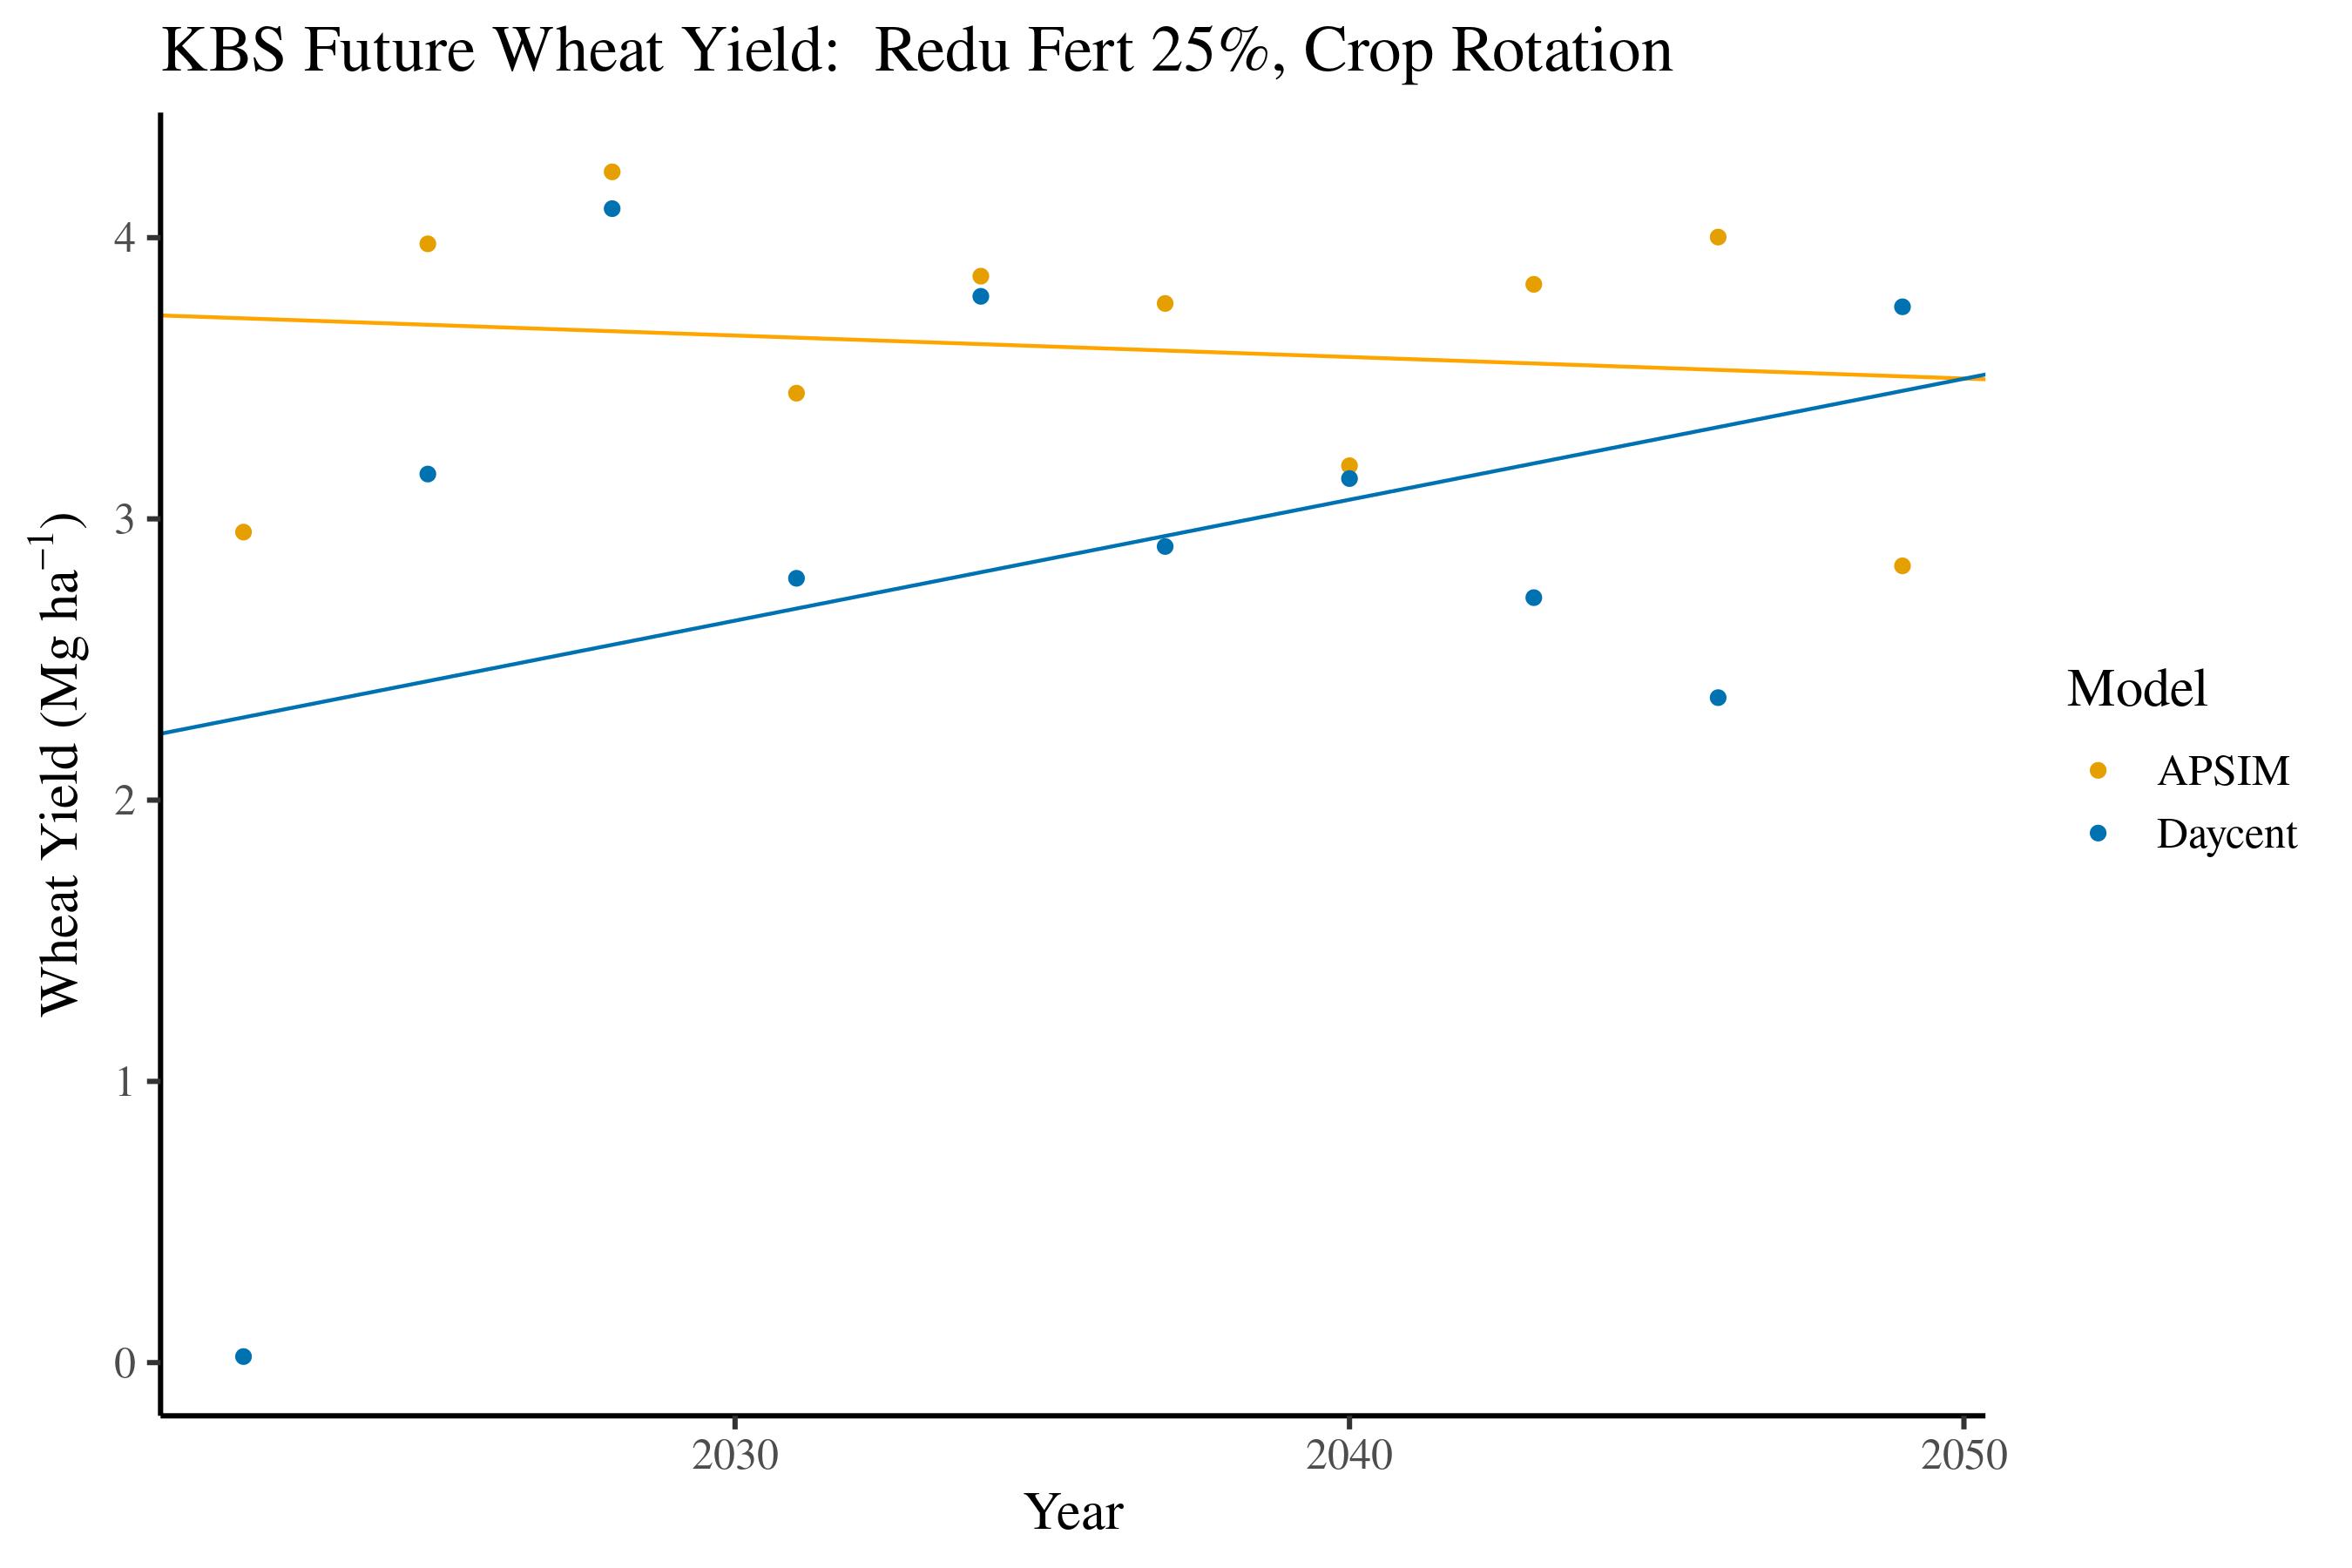 KBS Future Wheat Yield:  Redu Fert 25%, Crop Rotation
Wheat Yield (Mg ha⁻¹)
4
3
2
1
0
2030 2040 2050
Year
Model
APSIM
Daycent